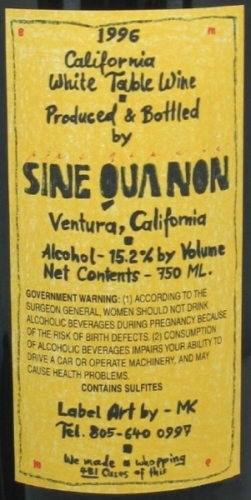 e m
1996
California
White Table Wine
Produced & Bottled
by
SINE QUA NON
Ventura, California
Alcohol - 15.2% by Volume
Net Contents - 750 ML.
GOVERNMENT WARNING: (1) ACCORDING TO THE
SURGEON GENERAL, WOMEN SHOULD NOT DRINK
ALCOHOLIC BEVERAGES DURING PREGNANCY BECAUSE
OF THE RISK OF BIRTH DEFECTS. (2) CONSUMPTION
OF ALCOHOLIC BEVERAGES IMPAIRS YOUR ABILITY TO
DRIVE A CAR OR OPERATE MACHINERY, AND MAY
CAUSE HEALTH PROBLEMS.
CONTAINS SULFITES
Label Art by - MK
Tel. 805-640 0997
We made a whopping
481 Cases of this
m e